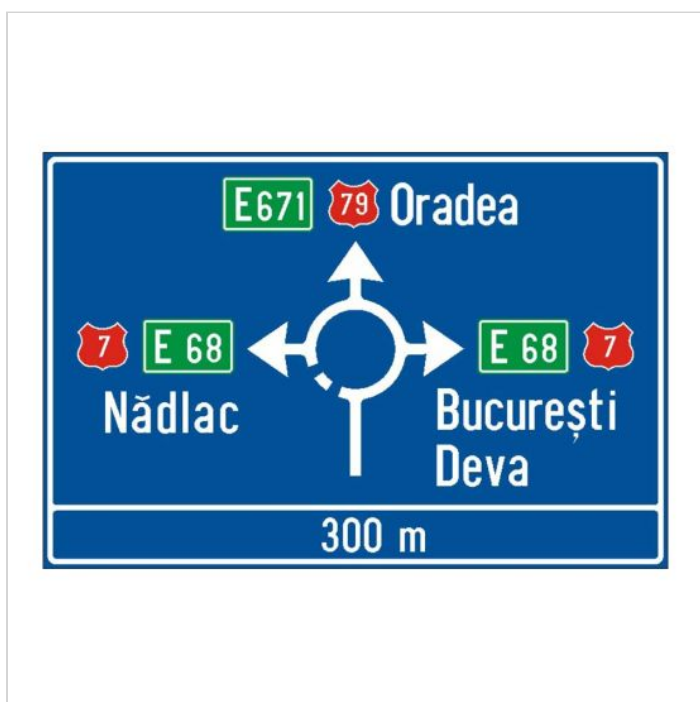 E671 79 Oradea
7 E 68
Nădlac
E 68 7
București
Deva
300 m